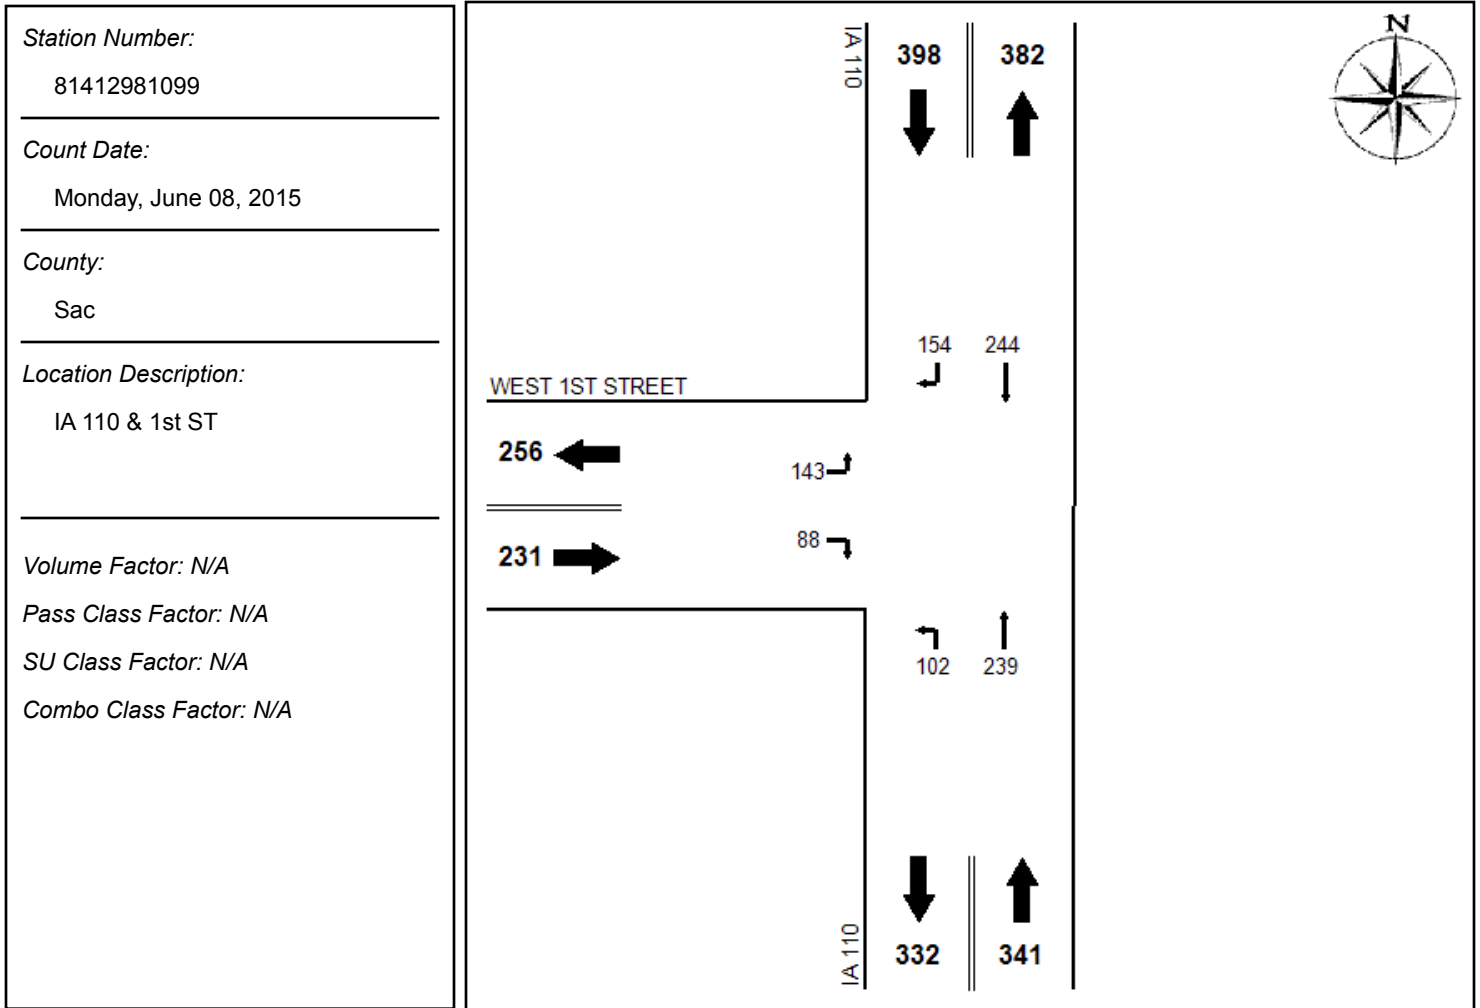 Station Number:
81412981099
Count Date:
Monday, June 08, 2015
County:
Sac
Location Description:
IA 110 & 1st ST
Volume Factor: N/A
Pass Class Factor: N/A
SU Class Factor: N/A
Combo Class Factor: N/A
N
IA 110
398 382
154 244
WEST 1ST STREET
256
143
88
231
102 239
IA 110
332 341